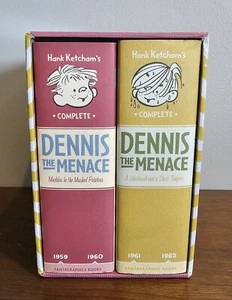 Hank Ketcham's
COMPLETE
DENNIS
THE MENACE
Muddles in the Mashed Potatoes
1959 1960
FANTAGRAPHICS BOOKS
Hank Ketcham's
COMPLETE
DENNIS
THE MENACE
1961 1962
FANTAGRAPHICS BOOKS